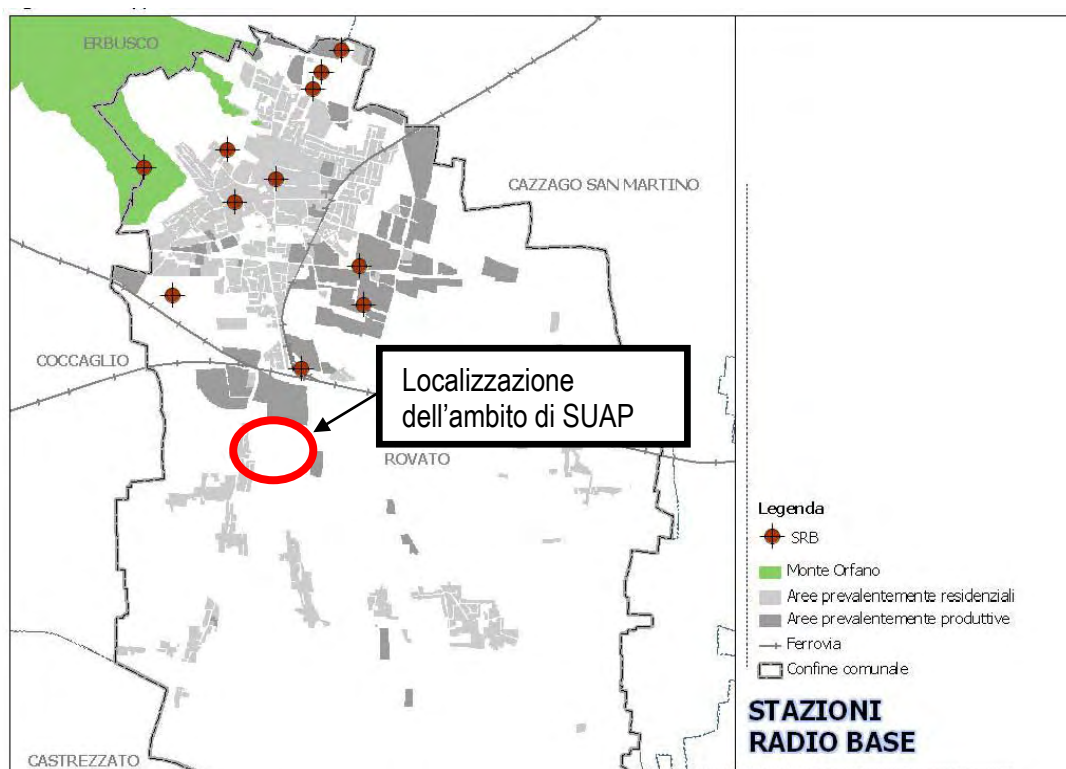 ERBUSCO
CAZZAGO SAN MARTINO
COCCAGLIO
Localizzazione
dell'ambito di SUAP
ROVATO
CASTREZZATO
Legenda
SRB
Monte Orfano
Aree prevalentemente residenziali
Aree prevalentemente produttive
Ferrovia
Confine comunale
STAZIONI
RADIO BASE